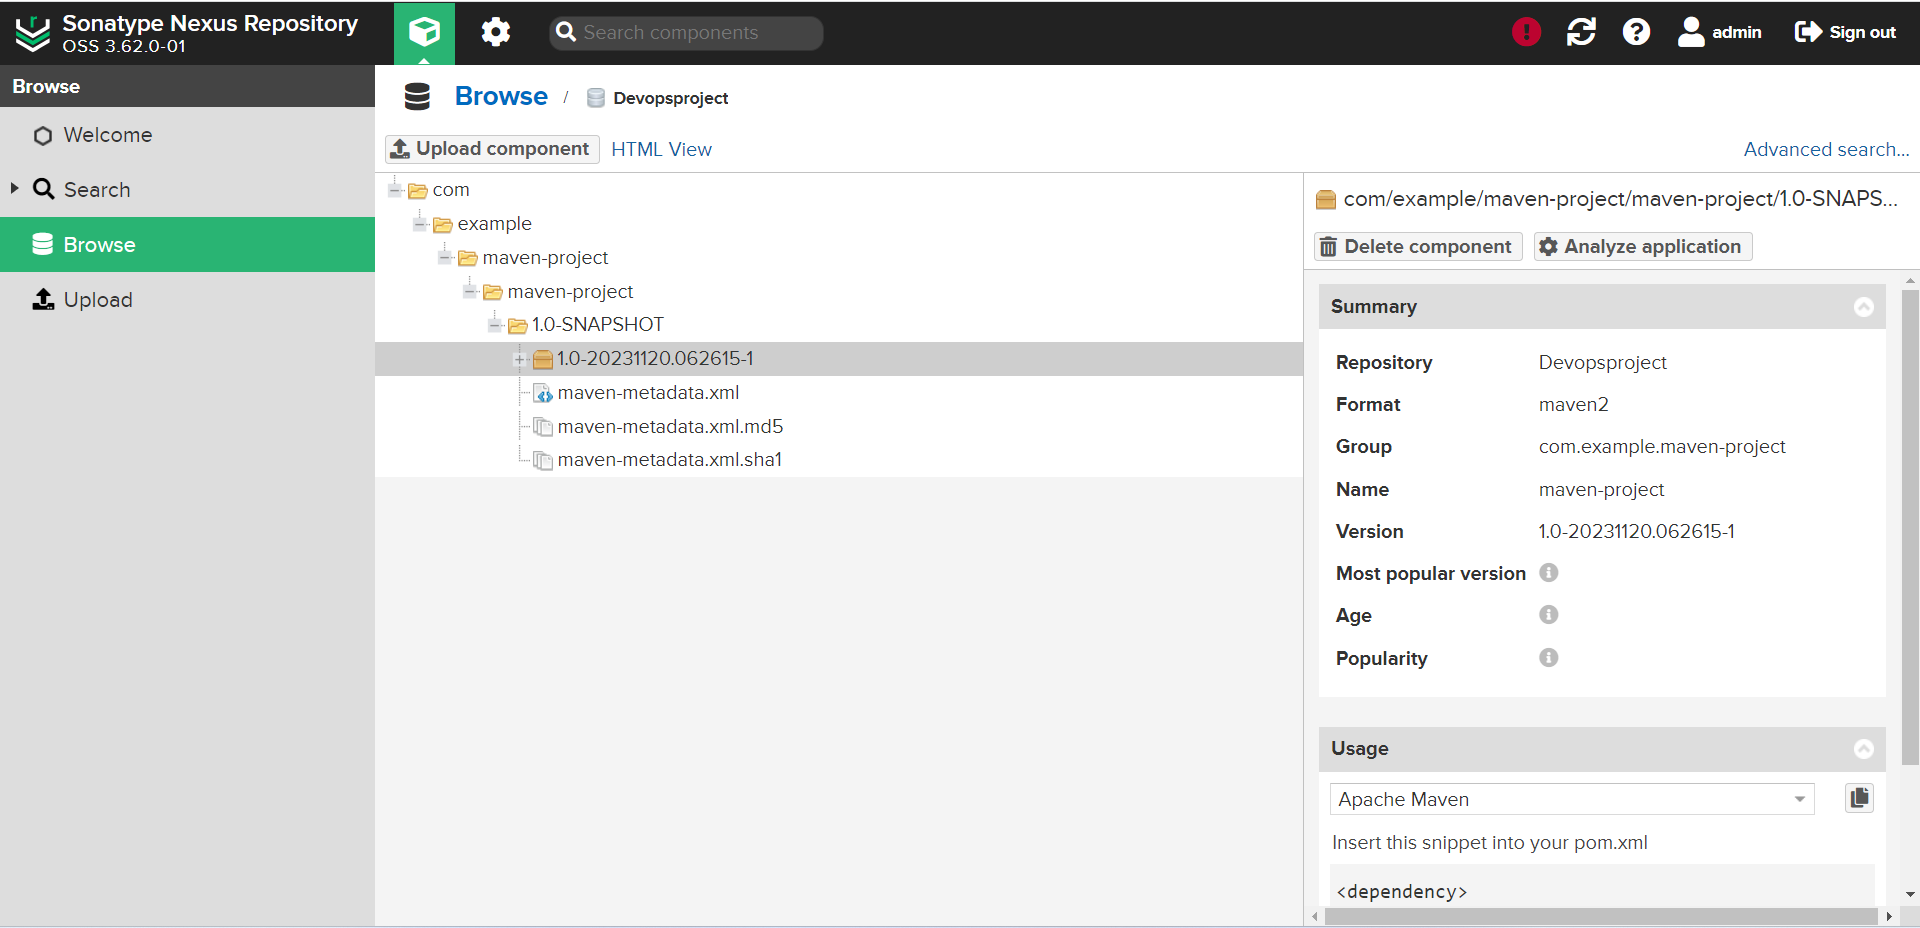 Sonatype Nexus Repository
OSS 3.62.0-01
Search components
admin
Sign out
Browse
Welcome
Search
Browse
Upload
Browse / Devopsproject
Upload component
HTML View
Advanced search...
com
example
maven-project
maven-project
1.0-SNAPSHOT
1.0-20231120.062615-1
maven-metadata.xml
maven-metadata.xml.md5
maven-metadata.xml.sha1
com/example/maven-project/maven-project/1.0-SNAPS...
Delete component
Analyze application
Summary
Repository Devopsproject
Format maven2
Group com.example.maven-project
Name maven-project
Version 1.0-20231120.062615-1
Most popular version
Age
Popularity
Usage
Apache Maven
Insert this snippet into your pom.xml
<dependency>